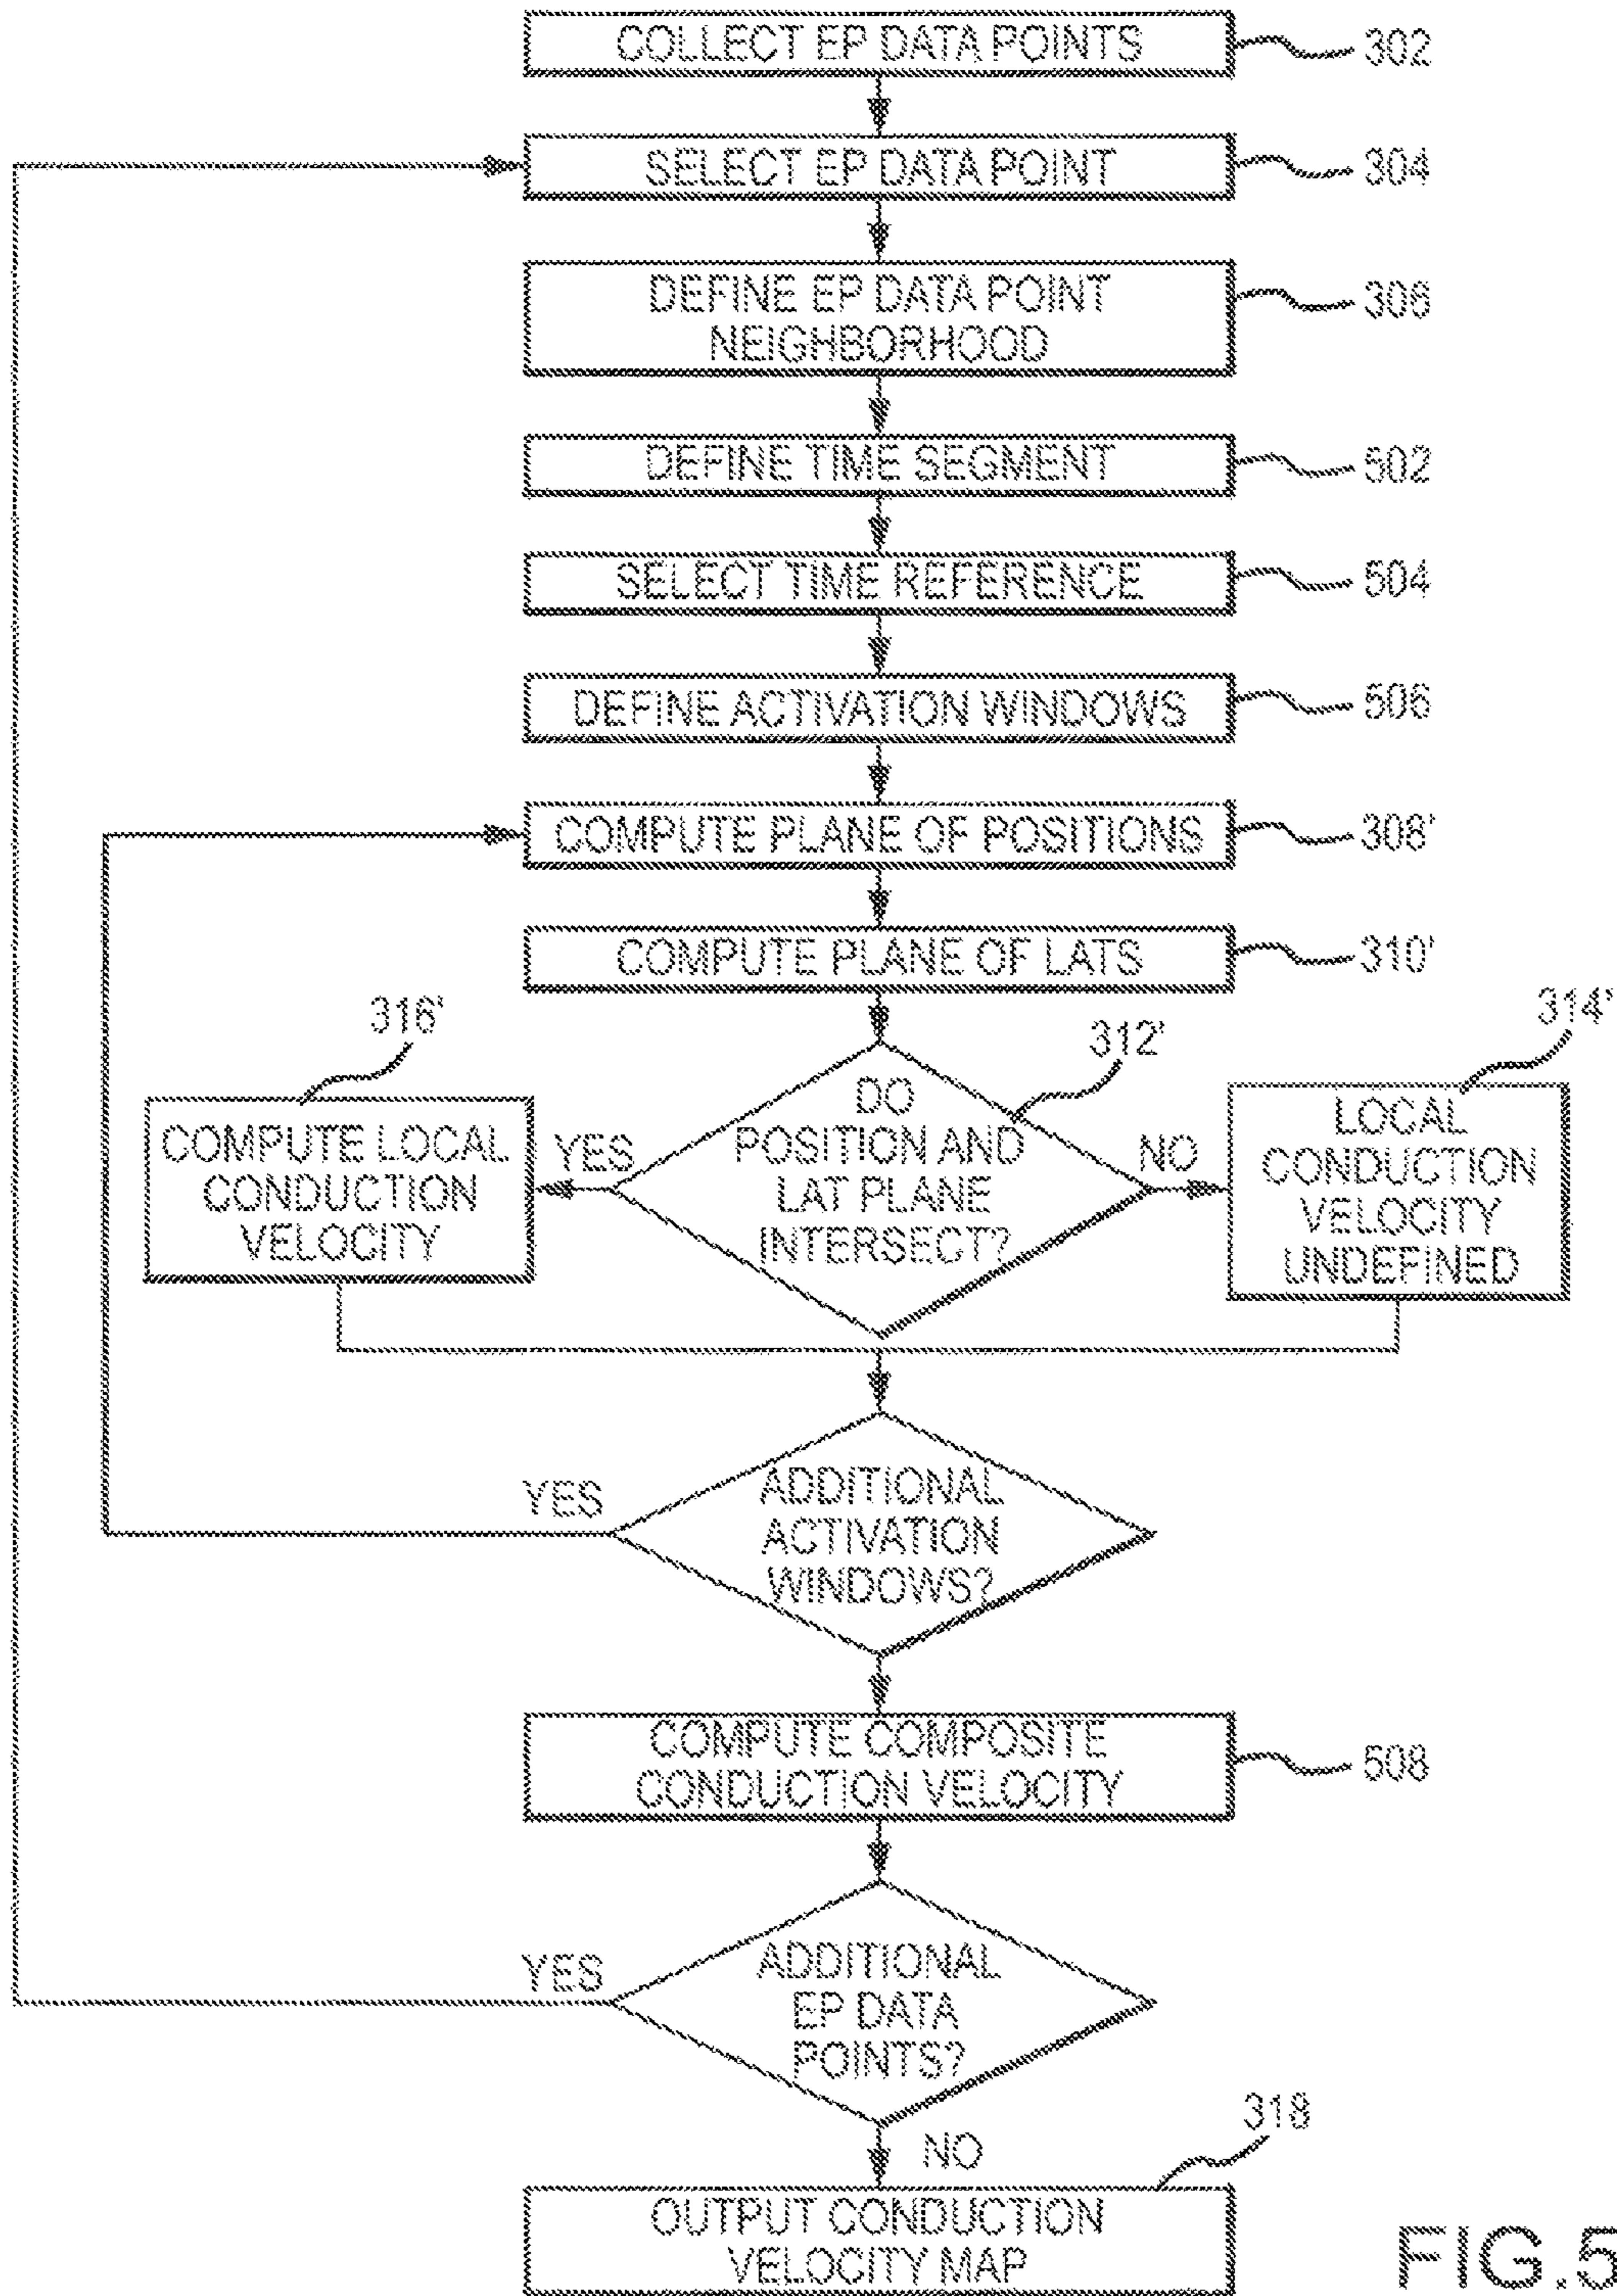 COLLECT EP DATA POINTS
302
SELECT EP DATA POINT
304
DEFINE EP DATA POINT
NEIGHBORHOOD
306
DEFINE TIME SEGMENT
502
SELECT TIME REFERENCE
504
DEFINE ACTIVATION WINDOWS
506
COMPUTE PLANE OF POSITIONS
308'
COMPUTE PLANE OF LATS
310'
316'
312'
314'
COMPUTE LOCAL
CONDUCTION
VELOCITY
YES
DO
POSITION AND
LAT PLANE
INTERSECT?
NO
LOCAL
CONDUCTION
VELOCITY
UNDEFINED
YES
ADDITIONAL
ACTIVATION
WINDOWS?
COMPUTE COMPOSITE
CONDUCTION VELOCITY
508
YES
ADDITIONAL
EP DATA
POINTS?
NO
318
OUTPUT CONDUCTION
VELOCITY MAP
FIG.5